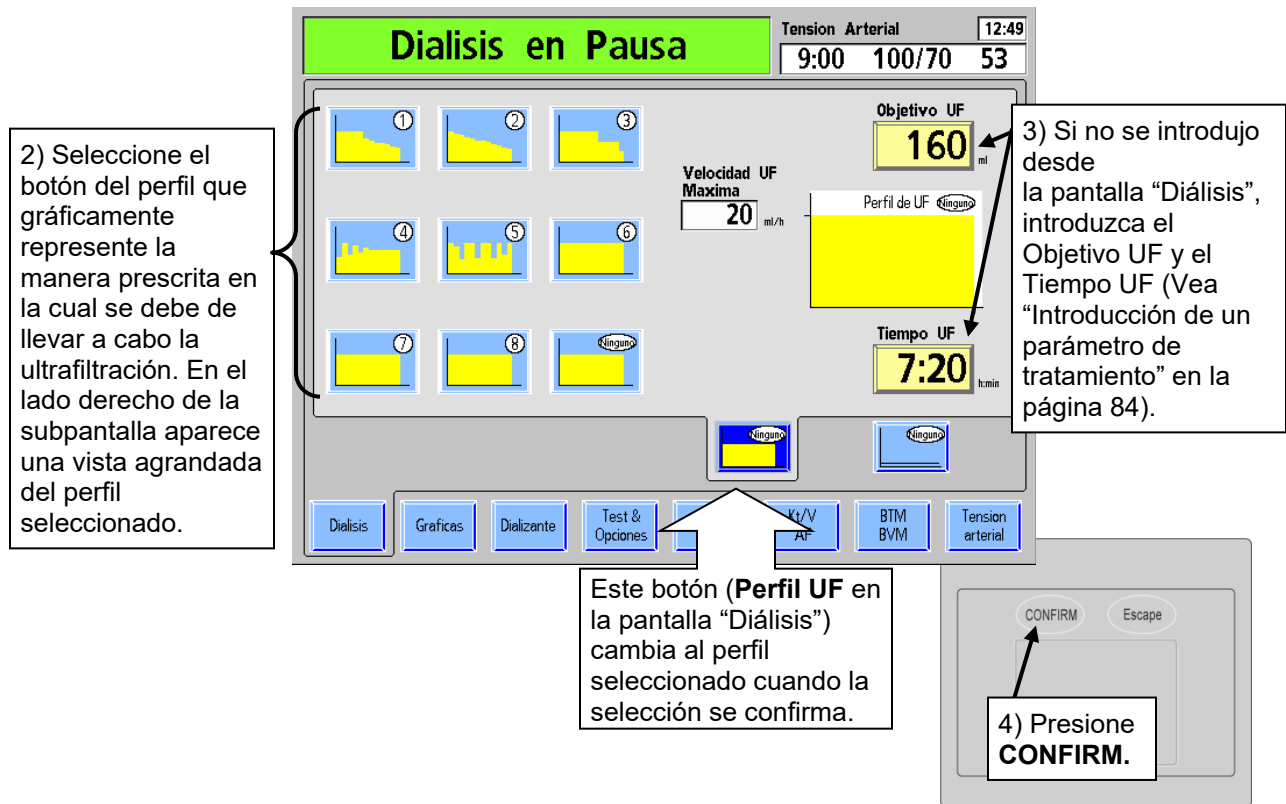 Dialisis en Pausa
Tension Arterial
12:49
9:00 100/70 53
2) Seleccione el
botón del perfil que
gráficamente
represente la
manera prescrita en
la cual se debe de
llevar a cabo la
ultrafiltración. En el
lado derecho de la
subpantalla aparece
una vista agrandada
del perfil
seleccionado.
1
2
3
4
5
6
7
8
Ninguno
Velocidad UF
Maxima
20 ml/h
Objetivo UF
160 ml
Perfil de UF Ninguno
Tiempo UF
7:20 h:min
3) Si no se introdujo
desde
la pantalla “Diálisis”,
introduzca el
Objetivo UF y el
Tiempo UF (Vea
“Introducción de un
parámetro de
tratamiento” en la
página 84).
Ninguno
Ninguno
Dialisis
Graficas
Dializante
Test &
Opciones
Kt/V
AF
BTM
BVM
Tension
arterial
Este botón (Perfil UF en
la pantalla “Diálisis”)
cambia al perfil
seleccionado cuando la
selección se confirma.
CONFIRM
Escape
4) Presione
CONFIRM.